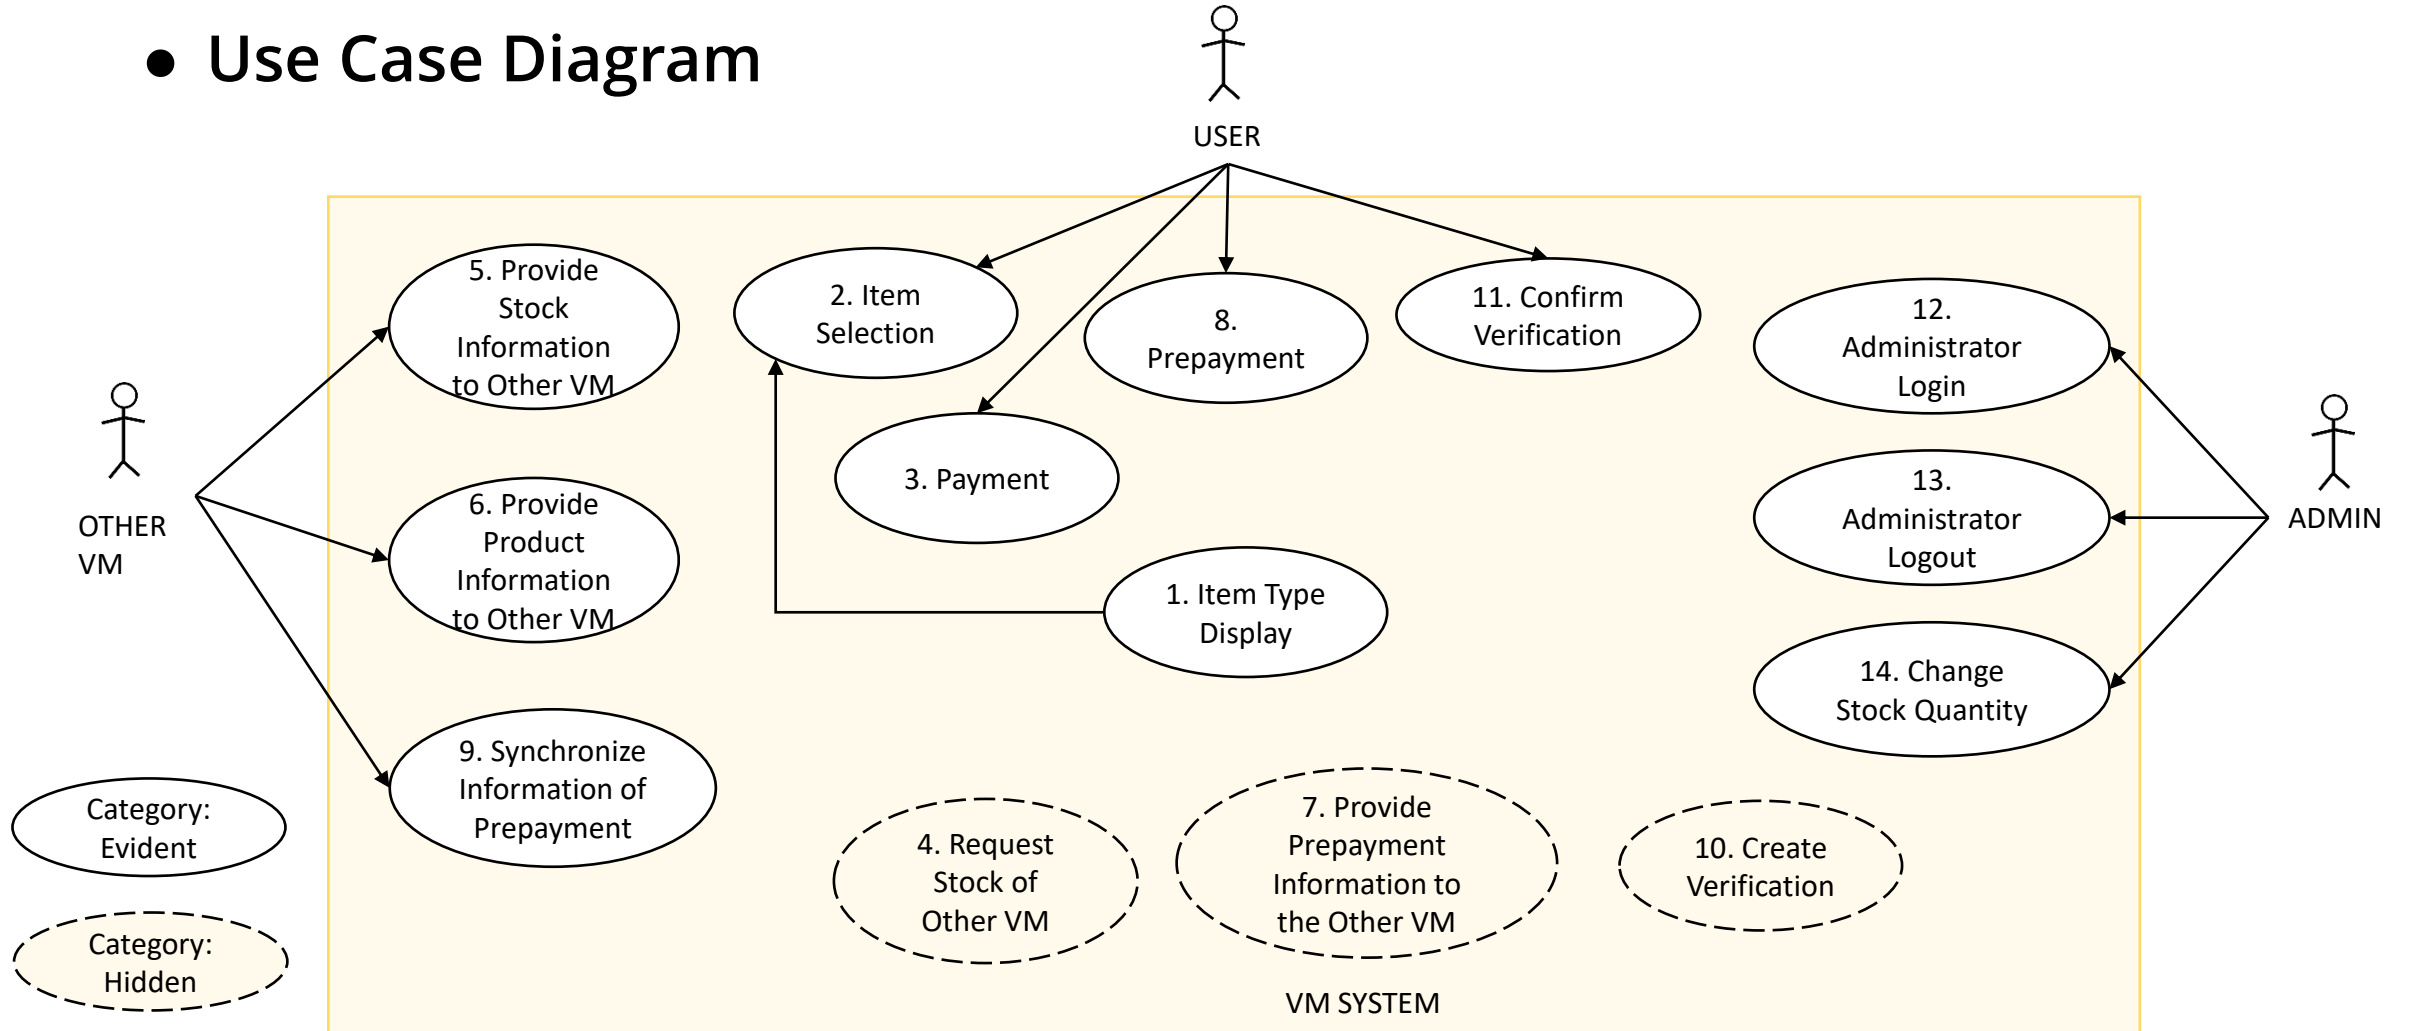 ● Use Case Diagram
USER
5. Provide
Stock
Information
to Other VM
2. Item
Selection
8.
Prepayment
11. Confirm
Verification
12.
Administrator
Login
3. Payment
OTHER
VM
6. Provide
Product
Information
to Other VM
13.
Administrator
Logout
ADMIN
1. Item Type
Display
14. Change
Stock Quantity
9. Synchronize
Information of
Prepayment
Category:
Evident
4. Request
Stock of
Other VM
7. Provide
Prepayment
Information to
the Other VM
10. Create
Verification
Category:
Hidden
VM SYSTEM